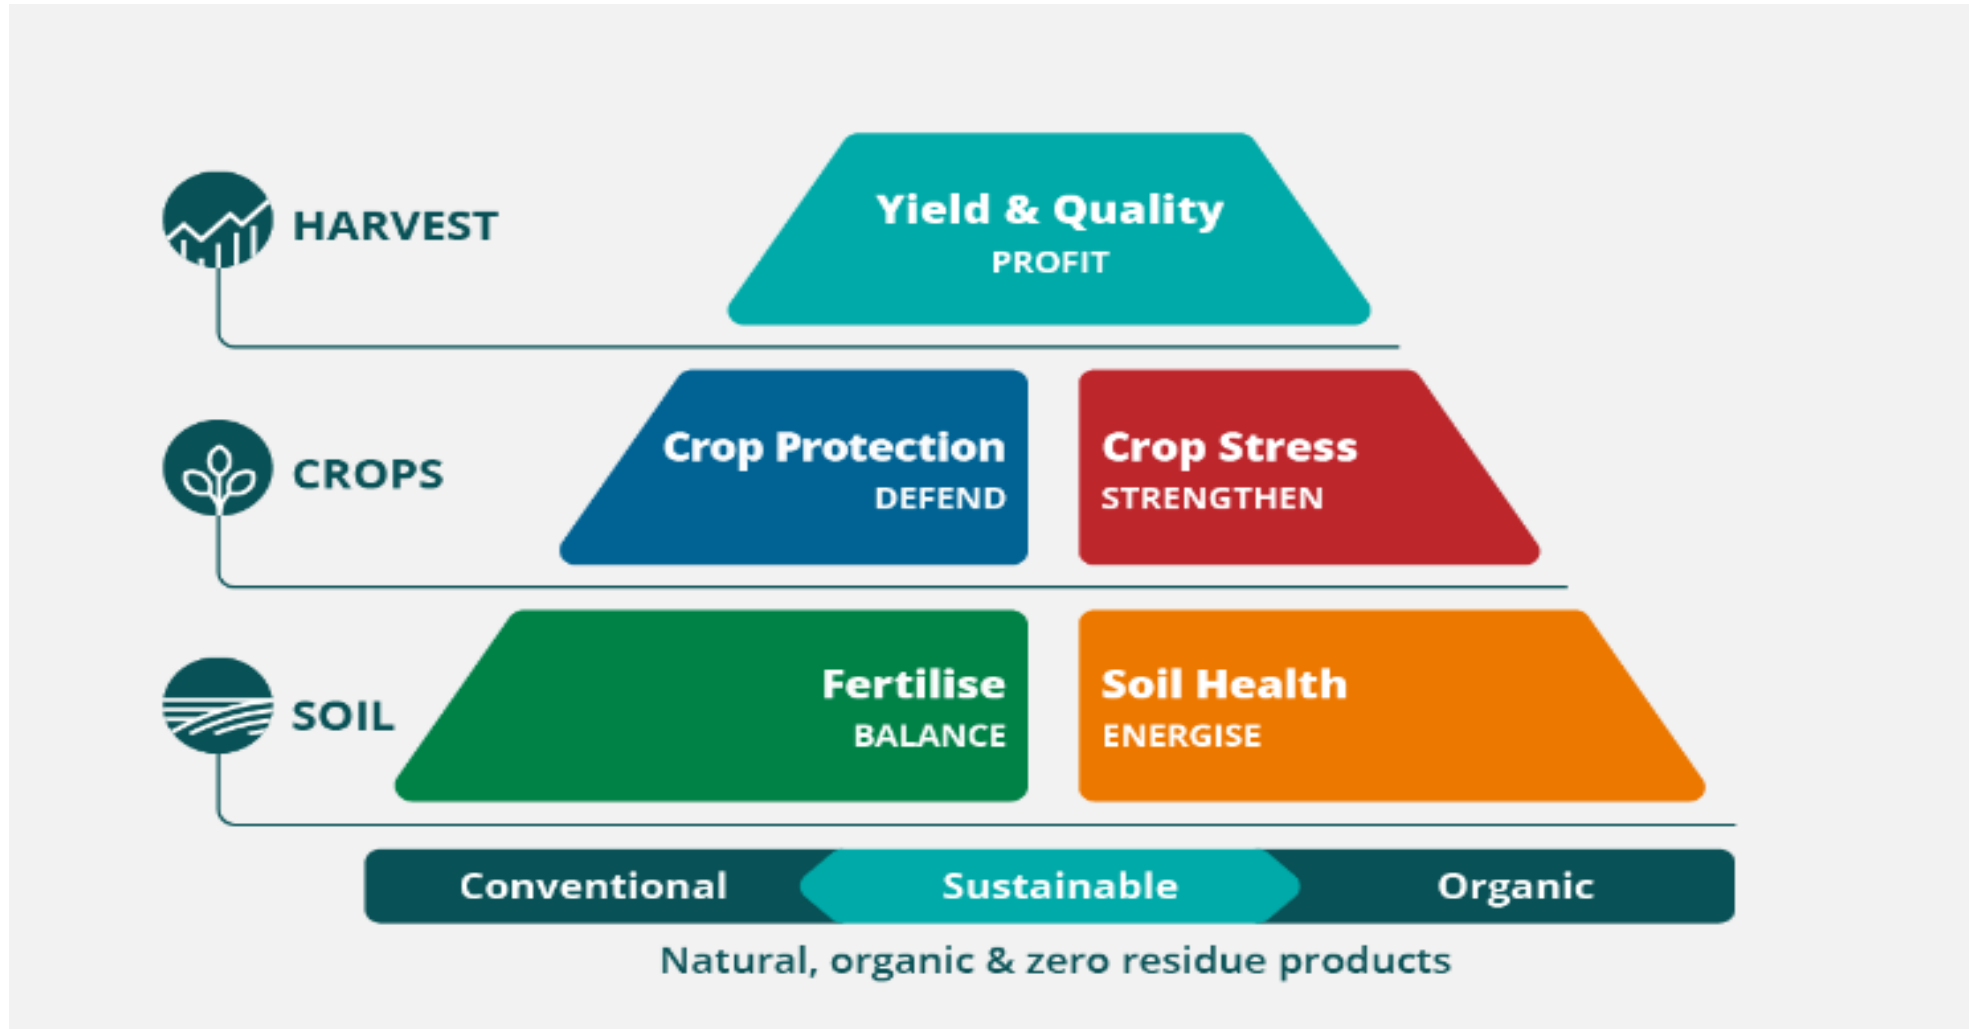 HARVEST
Yield & Quality
PROFIT
CROPS
Crop Protection
DEFEND
Crop Stress
STRENGTHEN
SOIL
Fertilise
BALANCE
Soil Health
ENERGISE
Conventional
Sustainable
Organic
Natural, organic & zero residue products